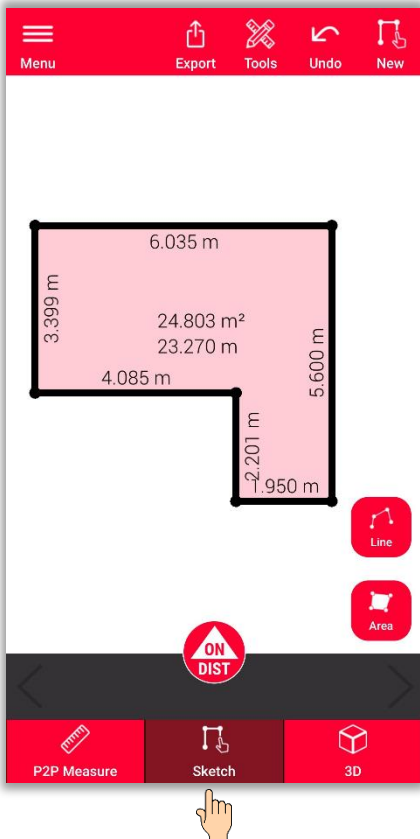 Menu
Export
Tools
Undo
New
6.035 m
3.399 m
24.803 m²
23.270 m
5.600 m
4.085 m
2.201 m
1.950 m
Line
Area
ON
DIST
P2P Measure
Sketch
3D